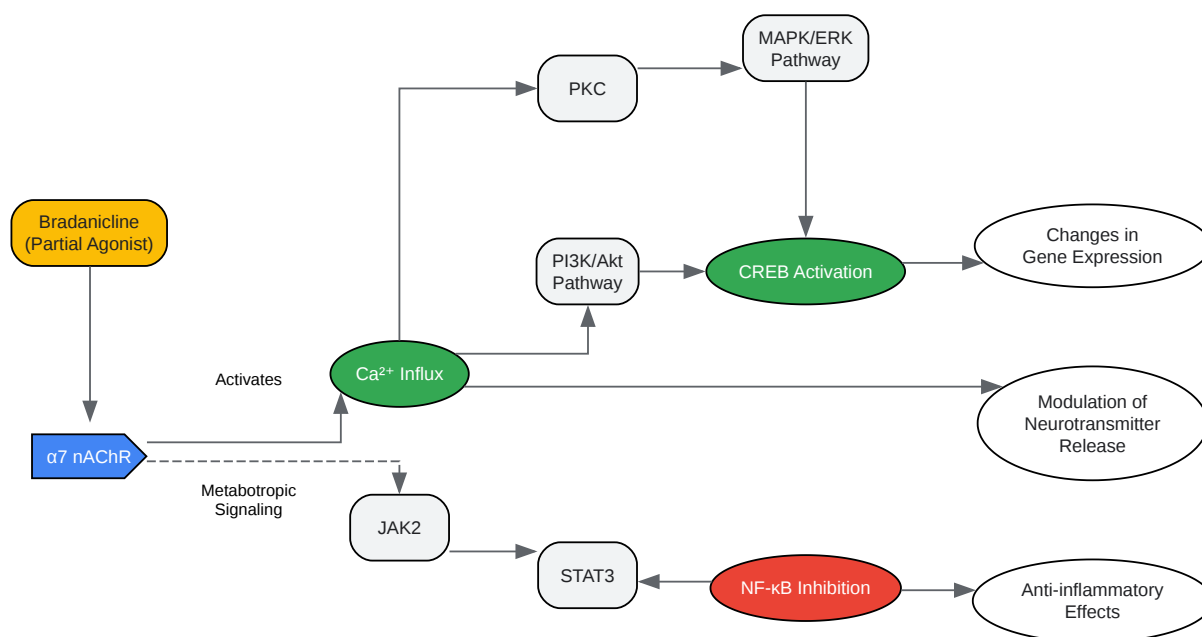 MAPK/ERK
Pathway
PKC
Bradanicline
(Partial Agonist)
PI3K/Akt
Pathway
CREB Activation
Changes in
Gene Expression
Activates
Ca²⁺ Influx
Modulation of
Neurotransmitter
Release
α7 nAChR
Metabotropic
Signaling
JAK2
STAT3
NF-κB Inhibition
Anti-inflammatory
Effects